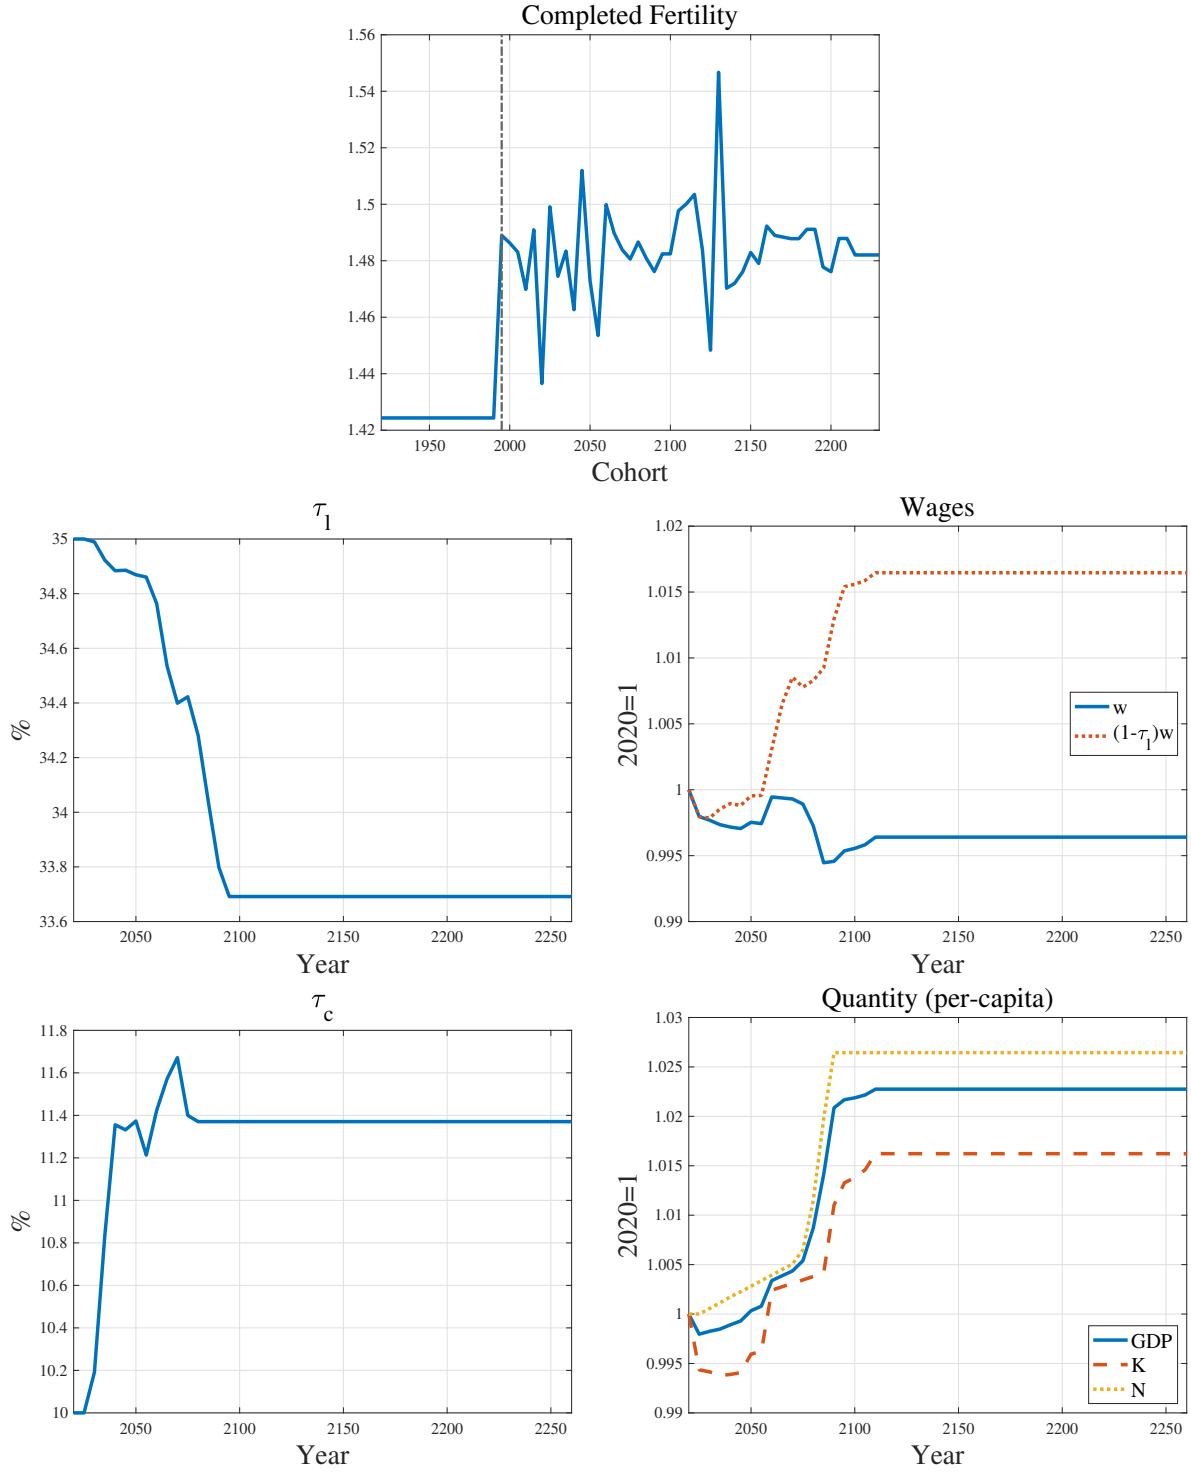 Completed Fertility
1.56
1.54
1.52
1.5
1.48
1.46
1.44
1.42
1950 2000 2050 2100 2150 2200
Cohort
τl
35
34.8
34.6
34.4
34.2
34
33.8
33.6
%
2050 2100 2150 2200 2250
Year
Wages
1.02
1.015
1.01
1.005
1
0.995
0.99
2020=1
w
(1-τl)w
2050 2100 2150 2200 2250
Year
τc
11.8
11.6
11.4
11.2
11
10.8
10.6
10.4
10.2
10
%
2050 2100 2150 2200 2250
Year
Quantity (per-capita)
1.03
1.025
1.02
1.015
1.01
1.005
1
0.995
0.99
2020=1
GDP
K
N
2050 2100 2150 2200 2250
Year